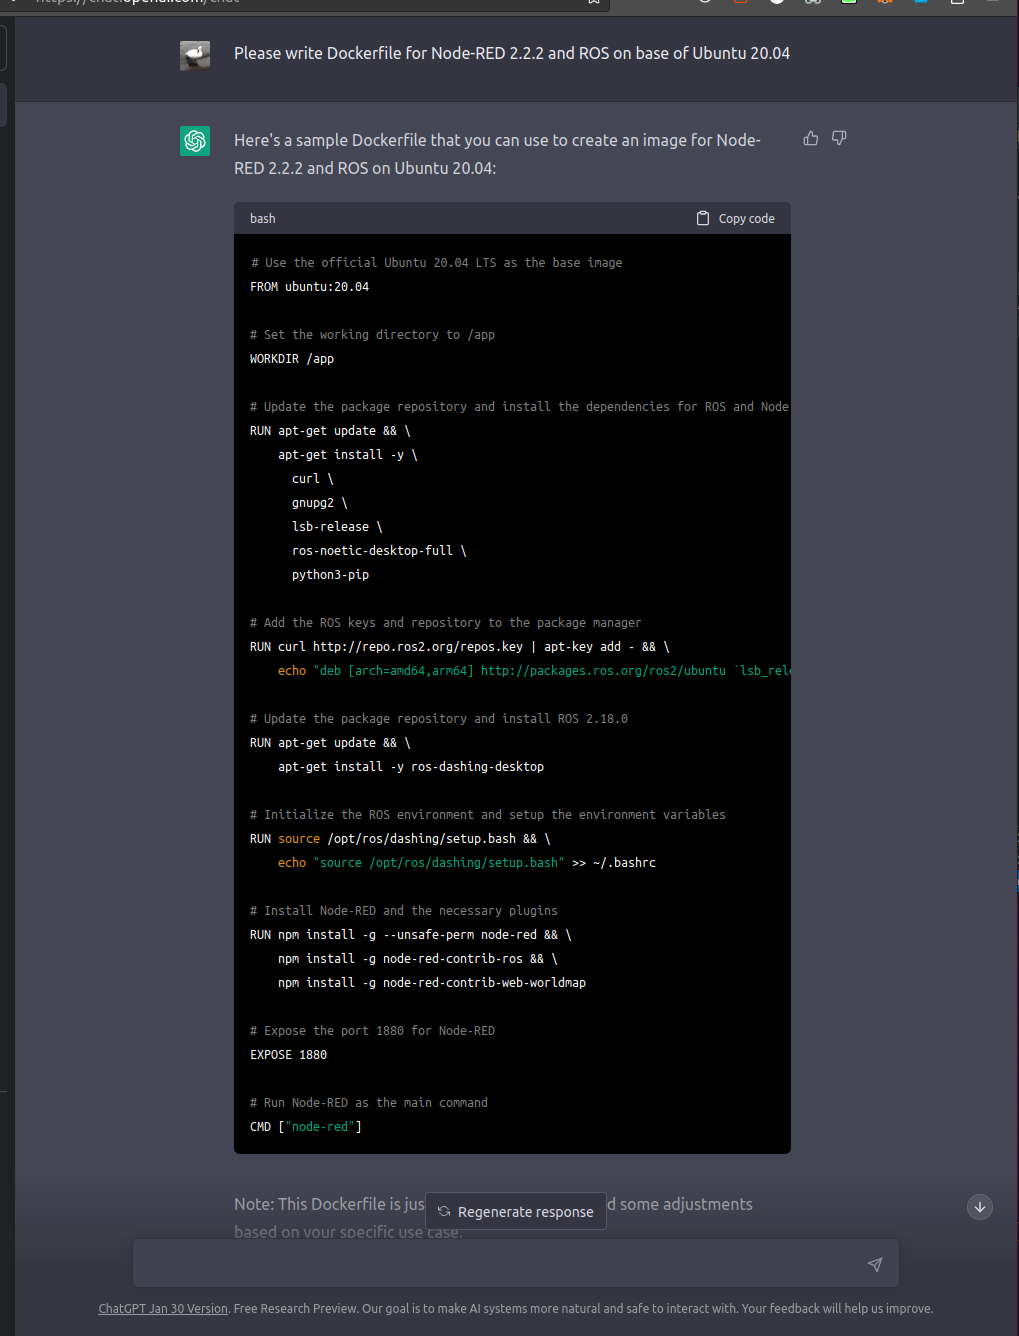 Please write Dockerfile for Node-RED 2.2.2 and ROS on base of Ubuntu 20.04
Here's a sample Dockerfile that you can use to create an image for Node-
RED 2.2.2 and ROS on Ubuntu 20.04:
bash
Copy code
# Use the official Ubuntu 20.04 LTS as the base image
FROM ubuntu:20.04
# Set the working directory to /app
WORKDIR /app
# Update the package repository and install the dependencies for ROS and Node
RUN apt-get update && \
    apt-get install -y \
      curl \
      gnupg2 \
      lsb-release \
      ros-noetic-desktop-full \
      python3-pip
# Add the ROS keys and repository to the package manager
RUN curl http://repo.ros2.org/repos.key | apt-key add - && \
    echo "deb [arch=amd64,arm64] http://packages.ros.org/ros2/ubuntu `lsb_rele
# Update the package repository and install ROS 2.18.0
RUN apt-get update && \
    apt-get install -y ros-dashing-desktop
# Initialize the ROS environment and setup the environment variables
RUN source /opt/ros/dashing/setup.bash && \
    echo "source /opt/ros/dashing/setup.bash" >> ~/.bashrc
# Install Node-RED and the necessary plugins
RUN npm install -g --unsafe-perm node-red && \
    npm install -g node-red-contrib-ros && \
    npm install -g node-red-contrib-web-worldmap
# Expose the port 1880 for Node-RED
EXPOSE 1880
# Run Node-RED as the main command
CMD ["node-red"]
Note: This Dockerfile is jus d some adjustments
based on your specific use case.
Regenerate response
ChatGPT Jan 30 Version. Free Research Preview. Our goal is to make AI systems more natural and safe to interact with. Your feedback will help us improve.